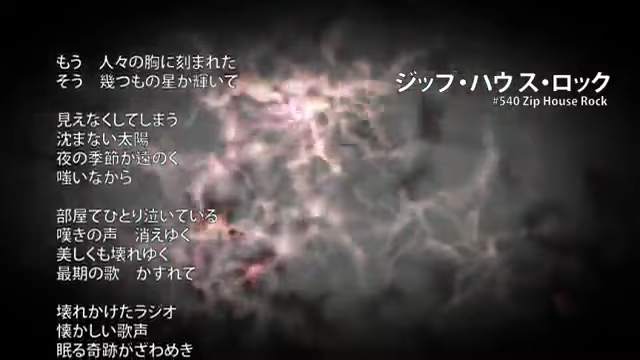 もう　人々の胸に刻まれた
そう　幾つもの星が輝いて
見えなくしてしまう
沈まない太陽
夜の季節が遠のく
嗤いながら
部屋でひとり泣いている
嘆きの声　消えゆく
美しくも壊れゆく
最期の歌　かすれて
壊れかけたラジオ
懐かしい歌声
眠る奇跡がざわめき
ジップ・ハウス・ロック
#540 Zip House Rock